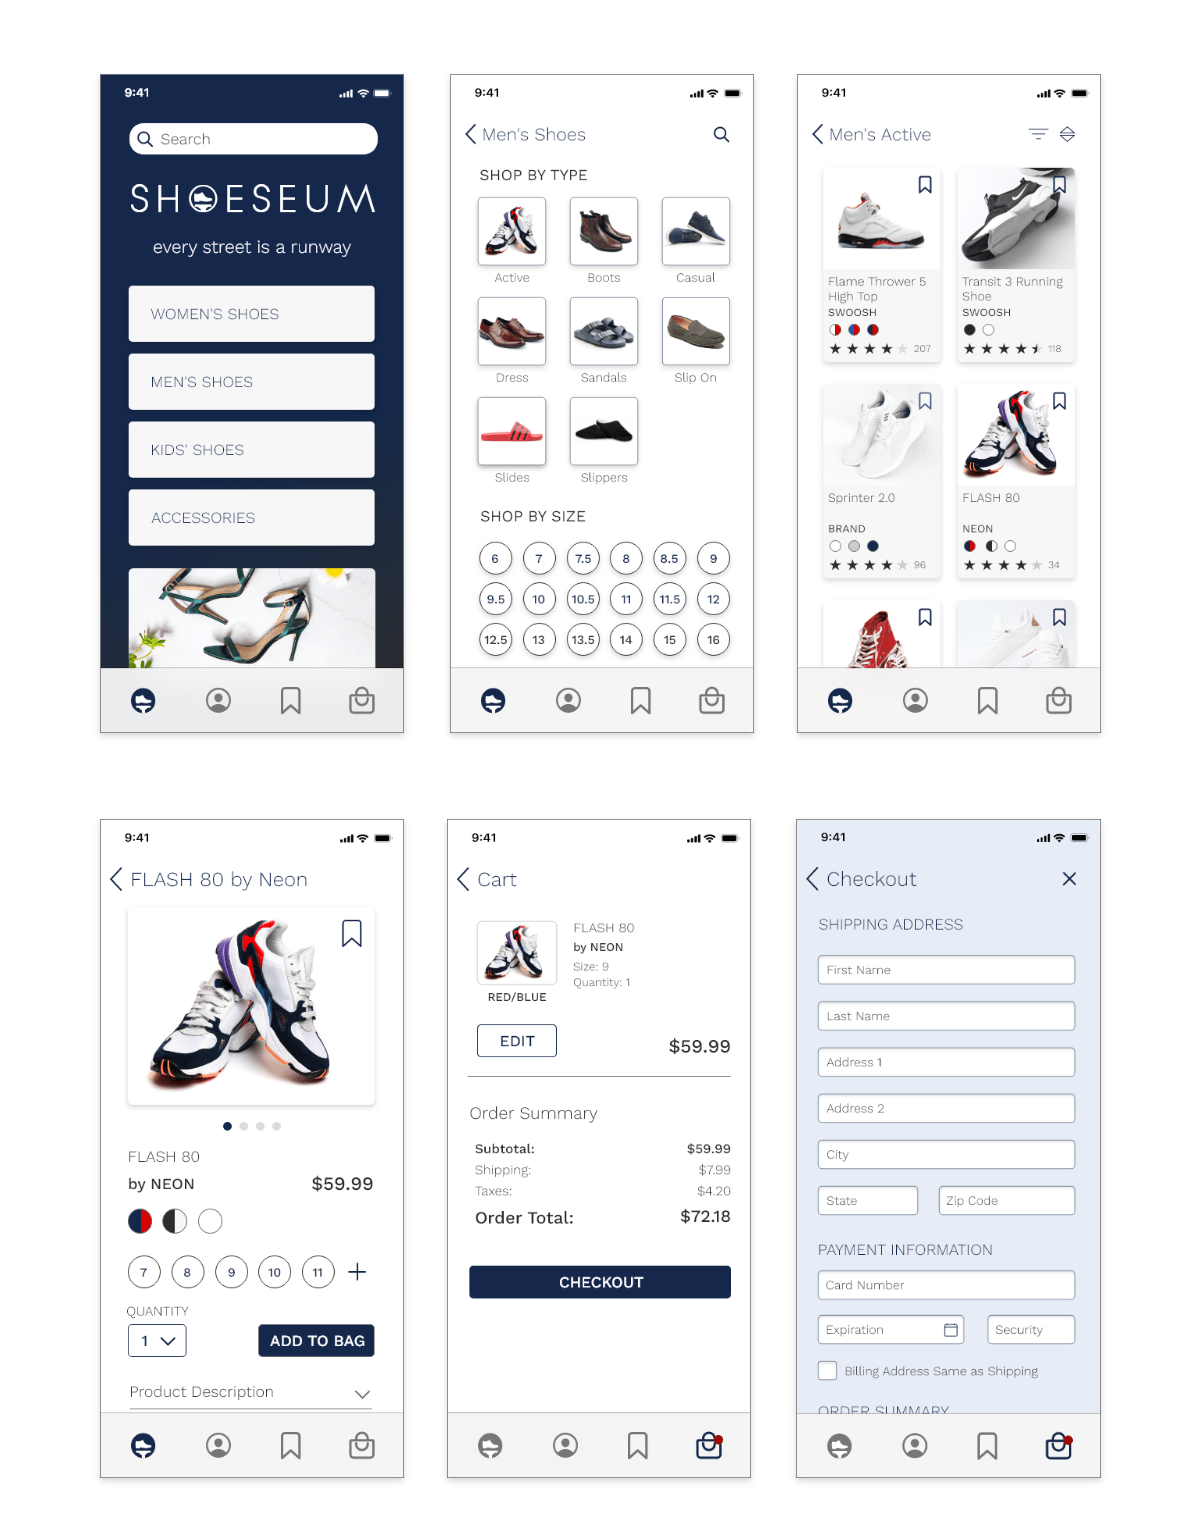 9:41
Search
SHOESEUM
every street is a runway
WOMEN'S SHOES
MEN'S SHOES
KIDS' SHOES
ACCESSORIES
9:41
Men's Shoes
SHOP BY TYPE
Active Boots Casual
Dress Sandals Slip On
Slides Slippers
SHOP BY SIZE
6 7 7.5 8 8.5 9
9.5 10 10.5 11 11.5 12
12.5 13 13.5 14 15 16
9:41
Men's Active
Flame Thrower 5
High Top
SWOOSH
207
Transit 3 Running
Shoe
SWOOSH
118
Sprinter 2.0
BRAND
96
FLASH 80
NEON
34
9:41
FLASH 80 by Neon
FLASH 80
by NEON $59.99
7 8 9 10 11
QUANTITY
1 ADD TO BAG
Product Description
9:41
Cart
FLASH 80
by NEON
Size: 9
Quantity: 1
RED/BLUE
EDIT
$59.99
Order Summary
Subtotal: $59.99
Shipping: $7.99
Taxes: $4.20
Order Total: $72.18
CHECKOUT
9:41
Checkout
SHIPPING ADDRESS
First Name
Last Name
Address 1
Address 2
City
State Zip Code
PAYMENT INFORMATION
Card Number
Expiration Security
Billing Address Same as Shipping
ORDER SUMMARY